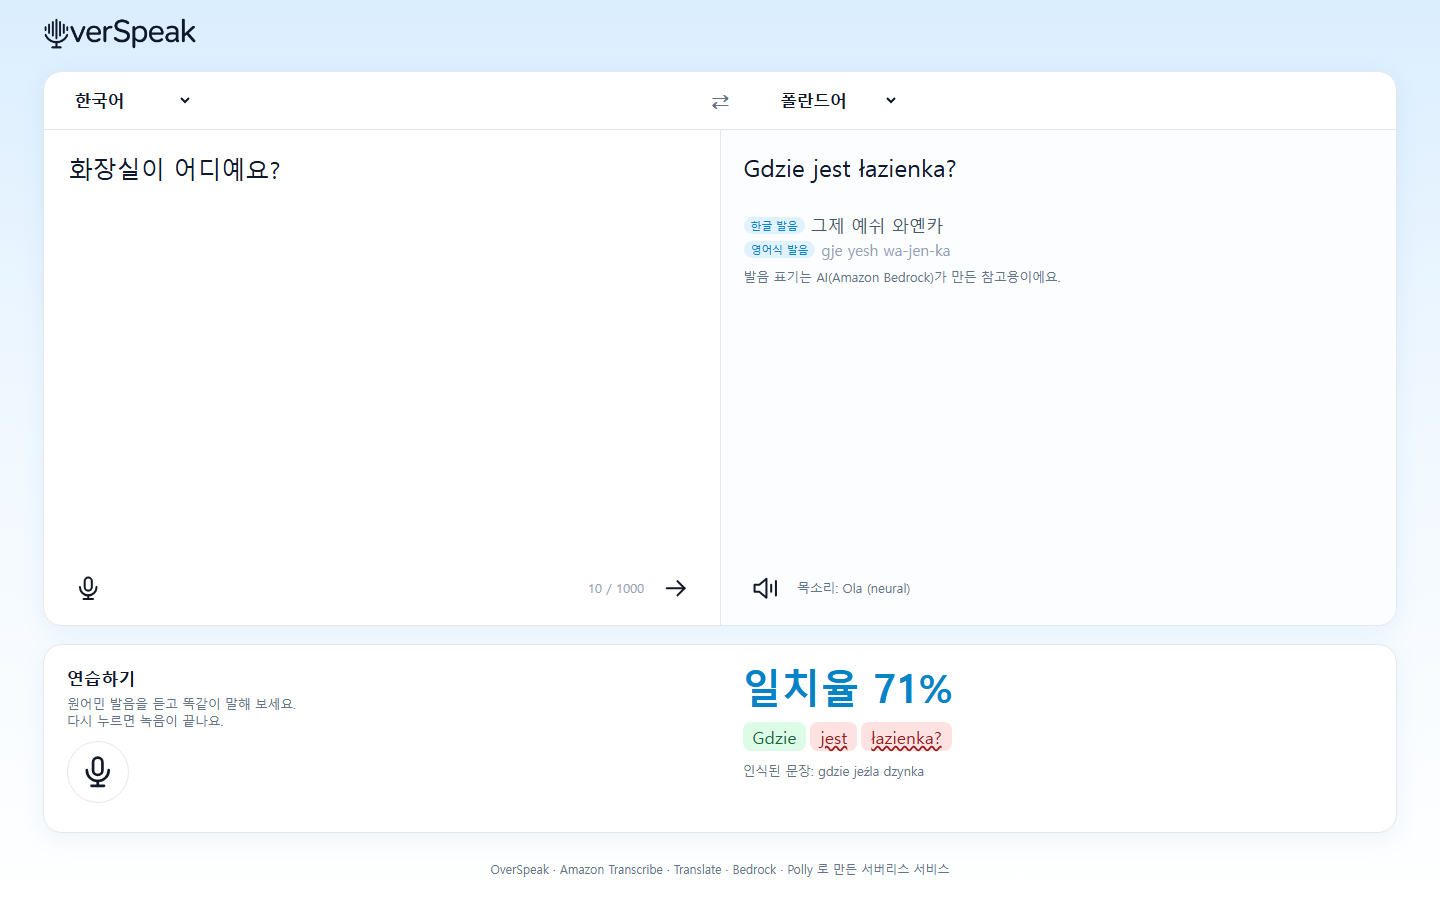 OverSpeak
한국어
폴란드어
화장실이 어디예요?
Gdzie jest łazienka?
한글 발음 그제 예쉬 와옌카
영어식 발음 gje yesh wa-jen-ka
발음 표기는 AI(Amazon Bedrock)가 만든 참고용이에요.
10 / 1000
목소리: Ola (neural)
연습하기
원어민 발음을 듣고 똑같이 말해 보세요.
다시 누르면 녹음이 끝나요.
일치율 71%
Gdzie jest łazienka?
인식된 문장: gdzie jeźla dzynka
OverSpeak · Amazon Transcribe · Translate · Bedrock · Polly 로 만든 서버리스 서비스